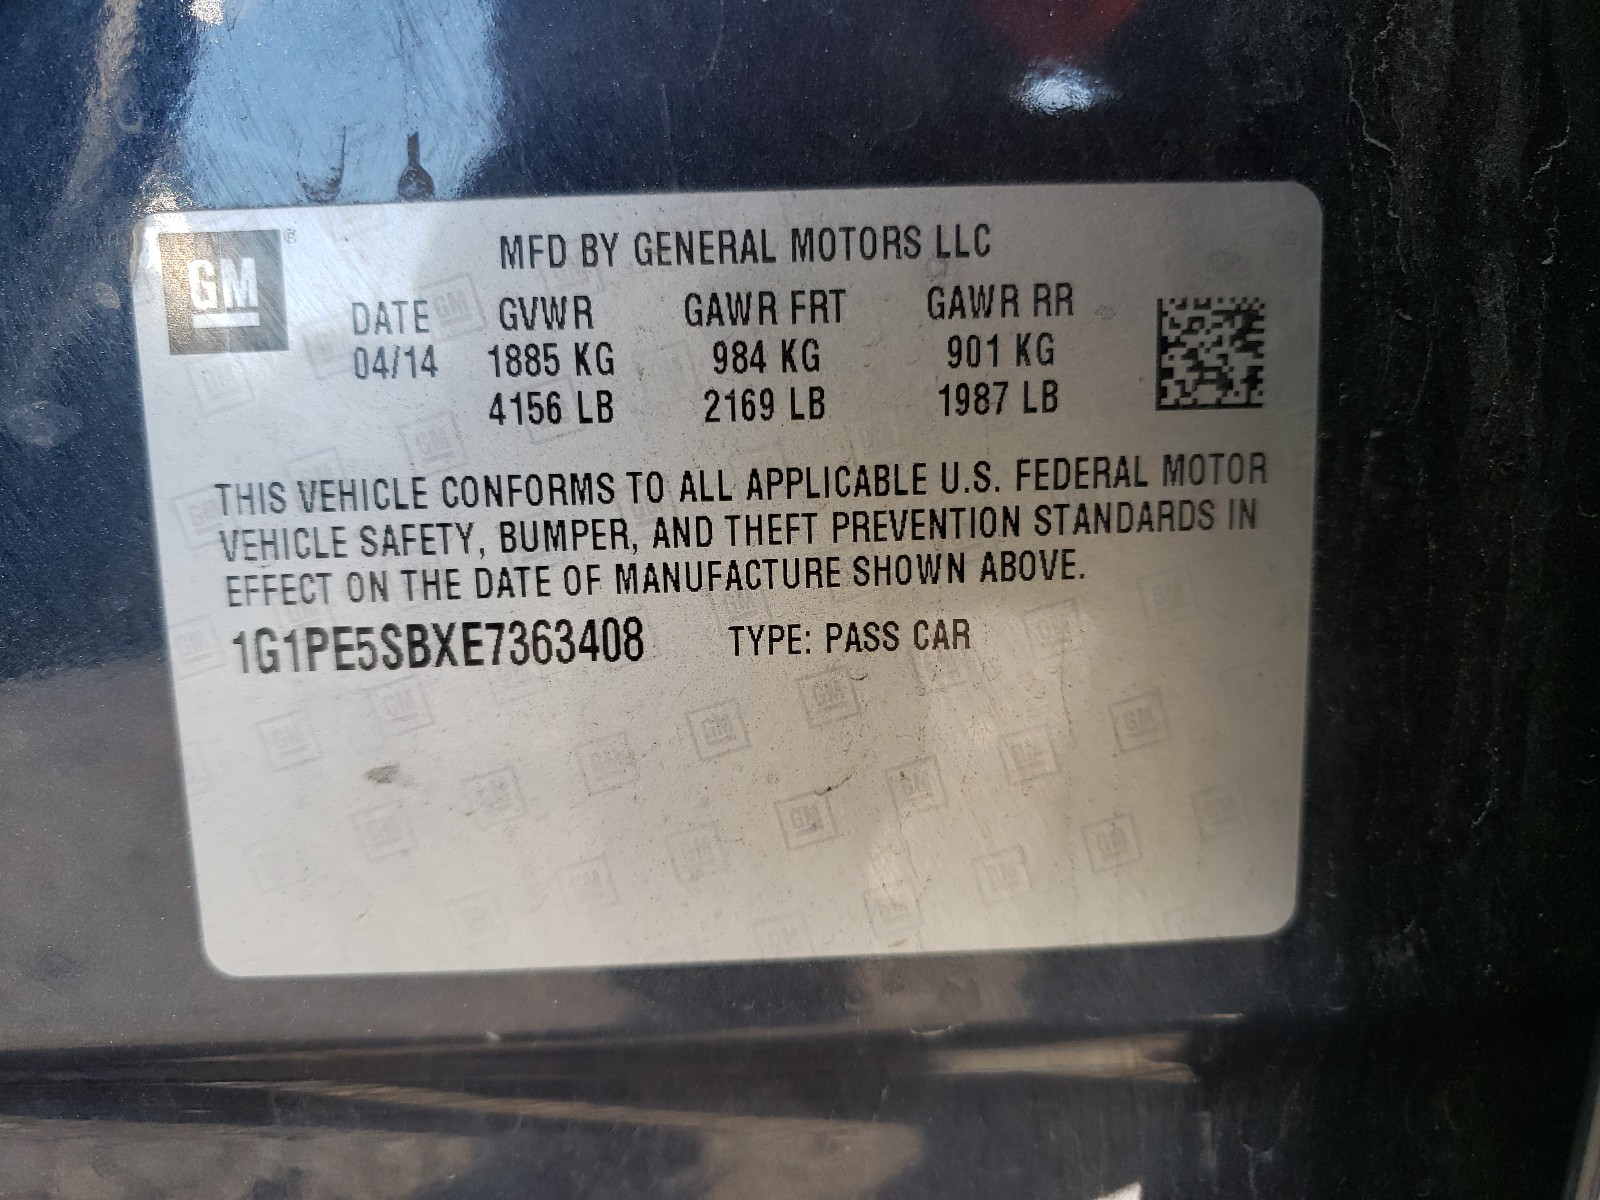 GM
MFD BY GENERAL MOTORS LLC
DATE GVWR GAWR FRT GAWR RR
04/14 1885 KG 984 KG 901 KG
4156 LB 2169 LB 1987 LB
THIS VEHICLE CONFORMS TO ALL APPLICABLE U.S. FEDERAL MOTOR
VEHICLE SAFETY, BUMPER, AND THEFT PREVENTION STANDARDS IN
EFFECT ON THE DATE OF MANUFACTURE SHOWN ABOVE.
1G1PE5SBXE7363408 TYPE: PASS CAR